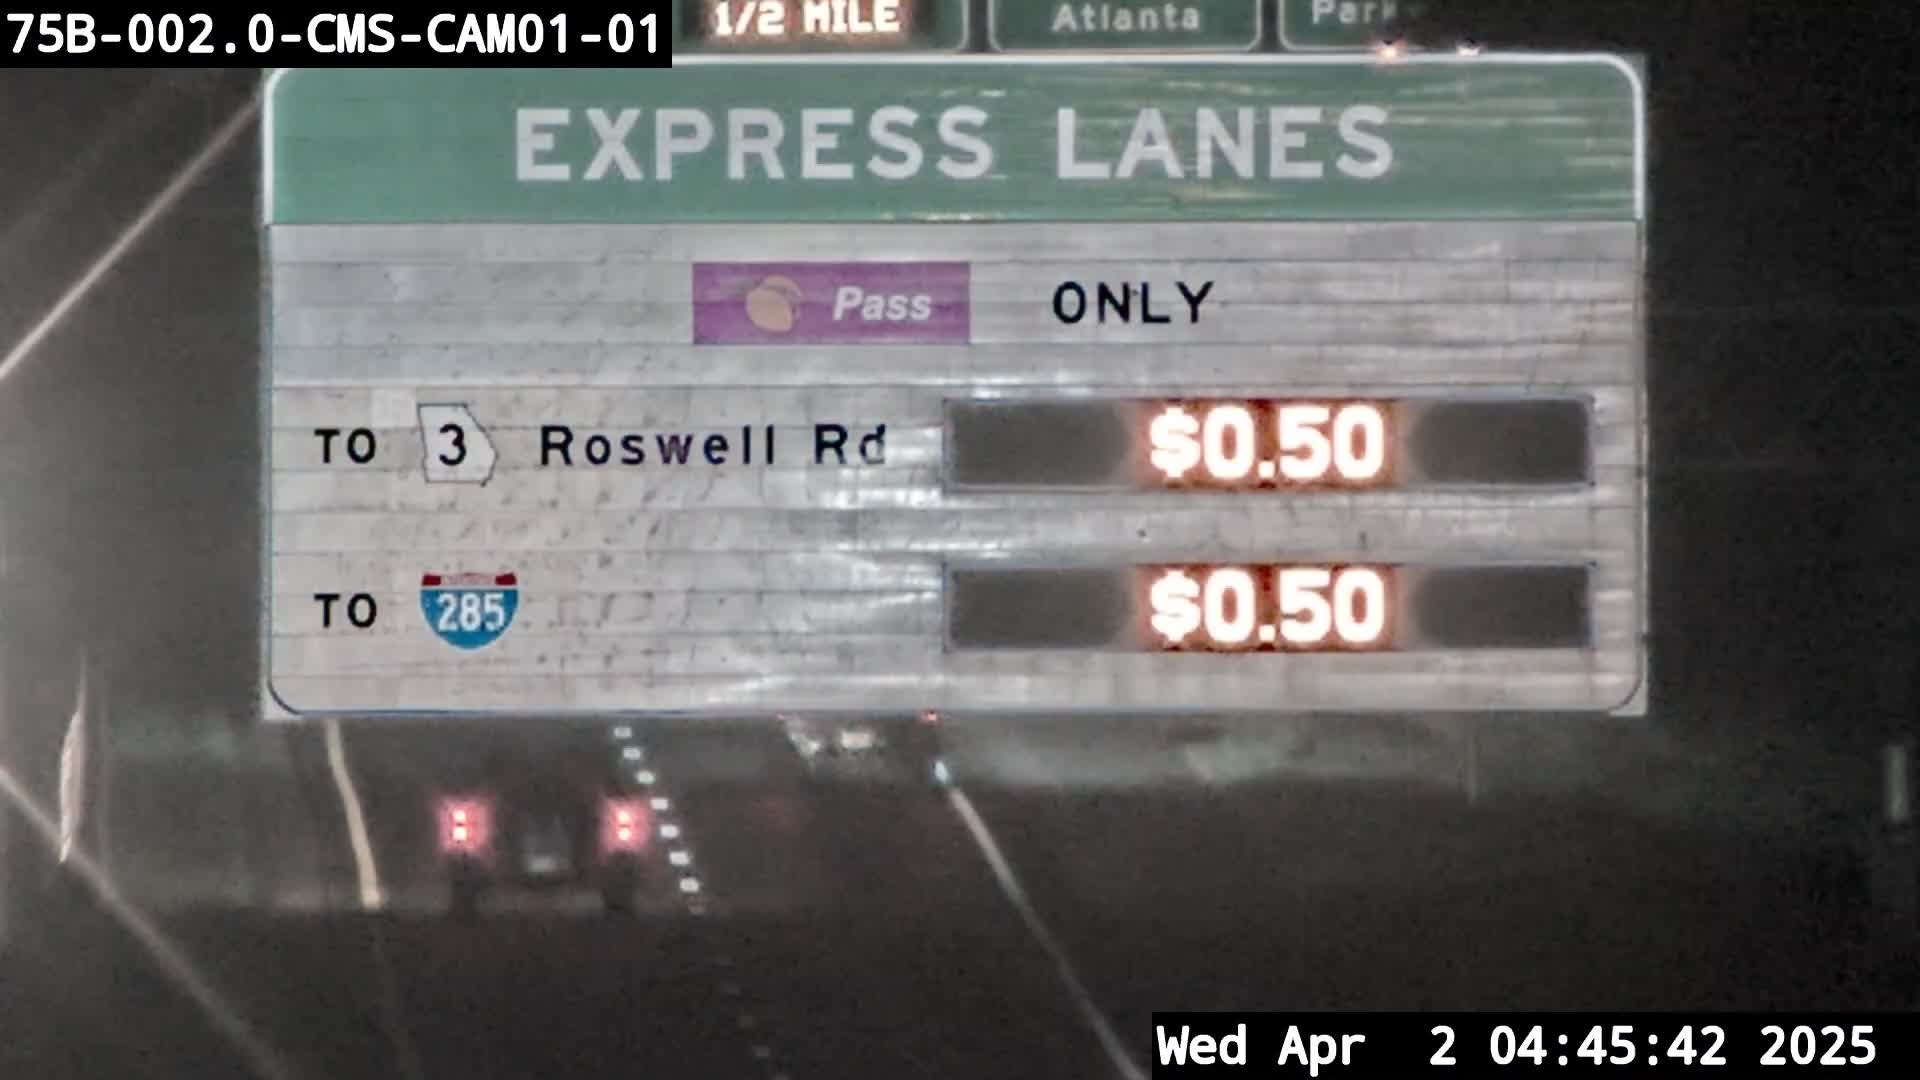 75B-002.0-CMS-CAM01-01
1/2 MILE
Atlanta
EXPRESS LANES
Pass ONLY
TO 3 Roswell Rd $0.50
TO 285 $0.50
Wed Apr 2 04:45:42 2025